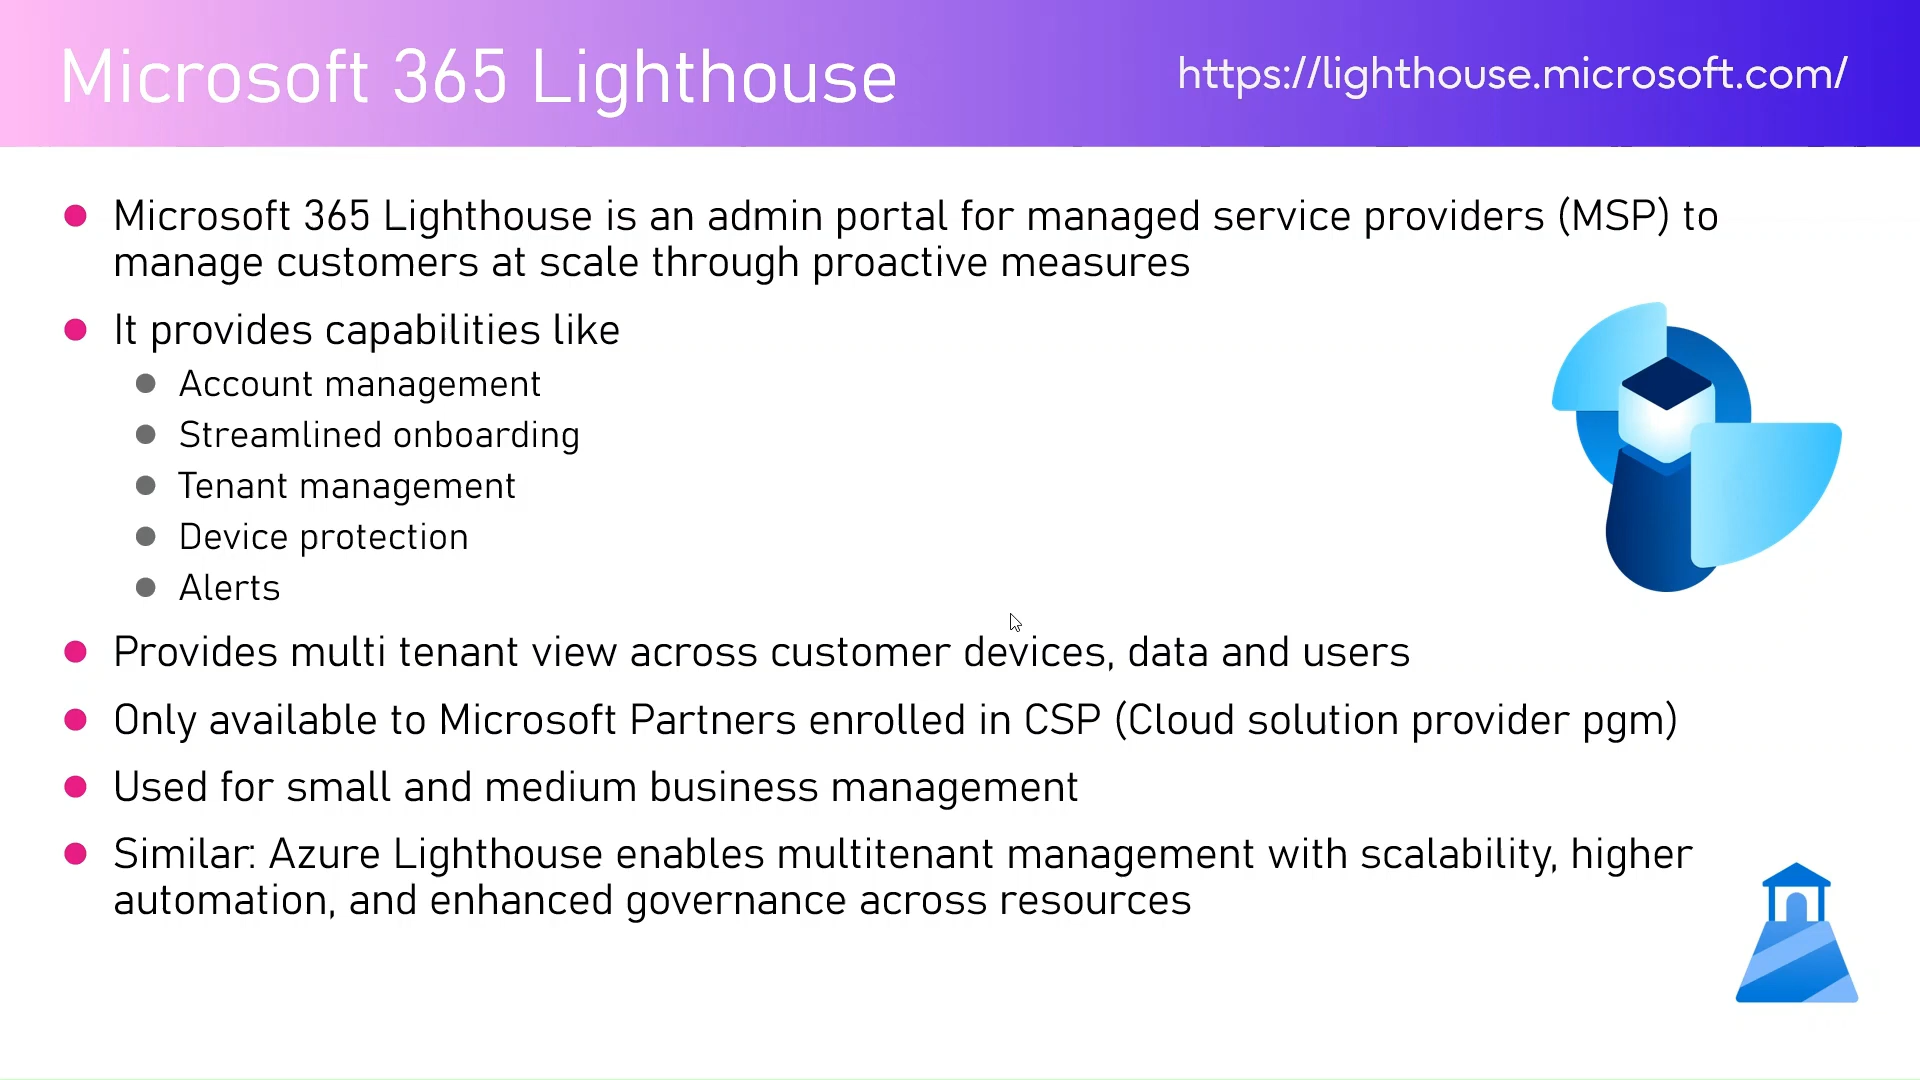 Microsoft 365 Lighthouse
https://lighthouse.microsoft.com/
Microsoft 365 Lighthouse is an admin portal for managed service providers (MSP) to
manage customers at scale through proactive measures
It provides capabilities like
Account management
Streamlined onboarding
Tenant management
Device protection
Alerts
Provides multi tenant view across customer devices, data and users
Only available to Microsoft Partners enrolled in CSP (Cloud solution provider pgm)
Used for small and medium business management
Similar: Azure Lighthouse enables multitenant management with scalability, higher
automation, and enhanced governance across resources